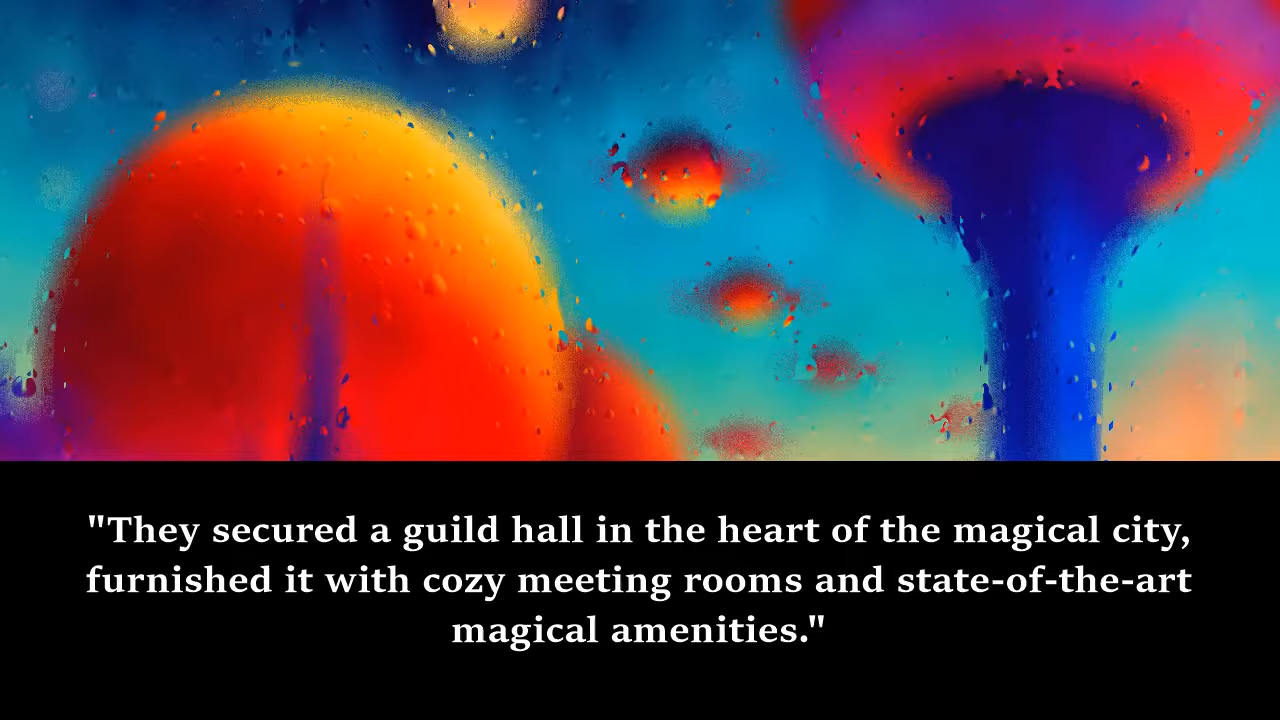 "They secured a guild hall in the heart of the magical city,
furnished it with cozy meeting rooms and state-of-the-art
magical amenities."